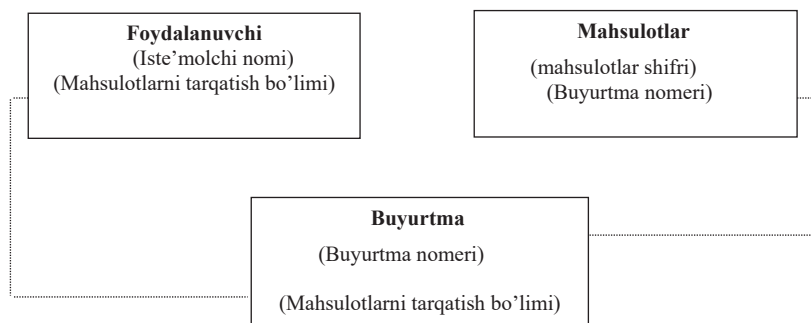 Foydalanuvchi
(Iste’molchi nomi)
(Mahsulotlarni tarqatish bo’limi)
Mahsulotlar
(mahsulotlar shifri)
(Buyurtma nomeri)
Buyurtma
(Buyurtma nomeri)
(Mahsulotlarni tarqatish bo’limi)